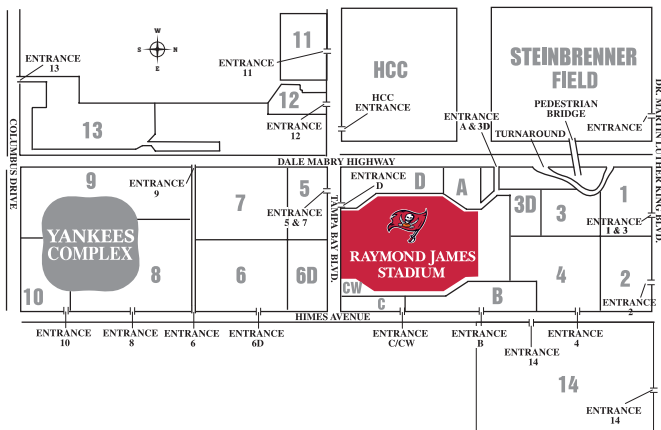 W
S
N
E
11
ENTRANCE
13
ENTRANCE
11
HCC
STEINBRENNER
FIELD
DR. MARTIN LUTHER KING BLVD.
12
HCC
ENTRANCE
ENTRANCE
A & 3D
PEDESTRIAN
BRIDGE
ENTRANCE
TURNAROUND
ENTRANCE
12
13
COLUMBUS DRIVE
DALE MABRY HIGHWAY
9
ENTRANCE
9
7
5
ENTRANCE
D
D
A
3D
3
1
ENTRANCE
5 & 7
TAMPA BAY BLVD.
ENTRANCE
1 & 3
YANKEES
COMPLEX
RAYMOND JAMES
STADIUM
10
8
6
6D
CW
C
B
4
2
ENTRANCE
2
HIMES AVENUE
ENTRANCE
10
ENTRANCE
8
ENTRANCE
6
ENTRANCE
6D
ENTRANCE
C/CW
ENTRANCE
B
ENTRANCE
14
ENTRANCE
4
14
ENTRANCE
14